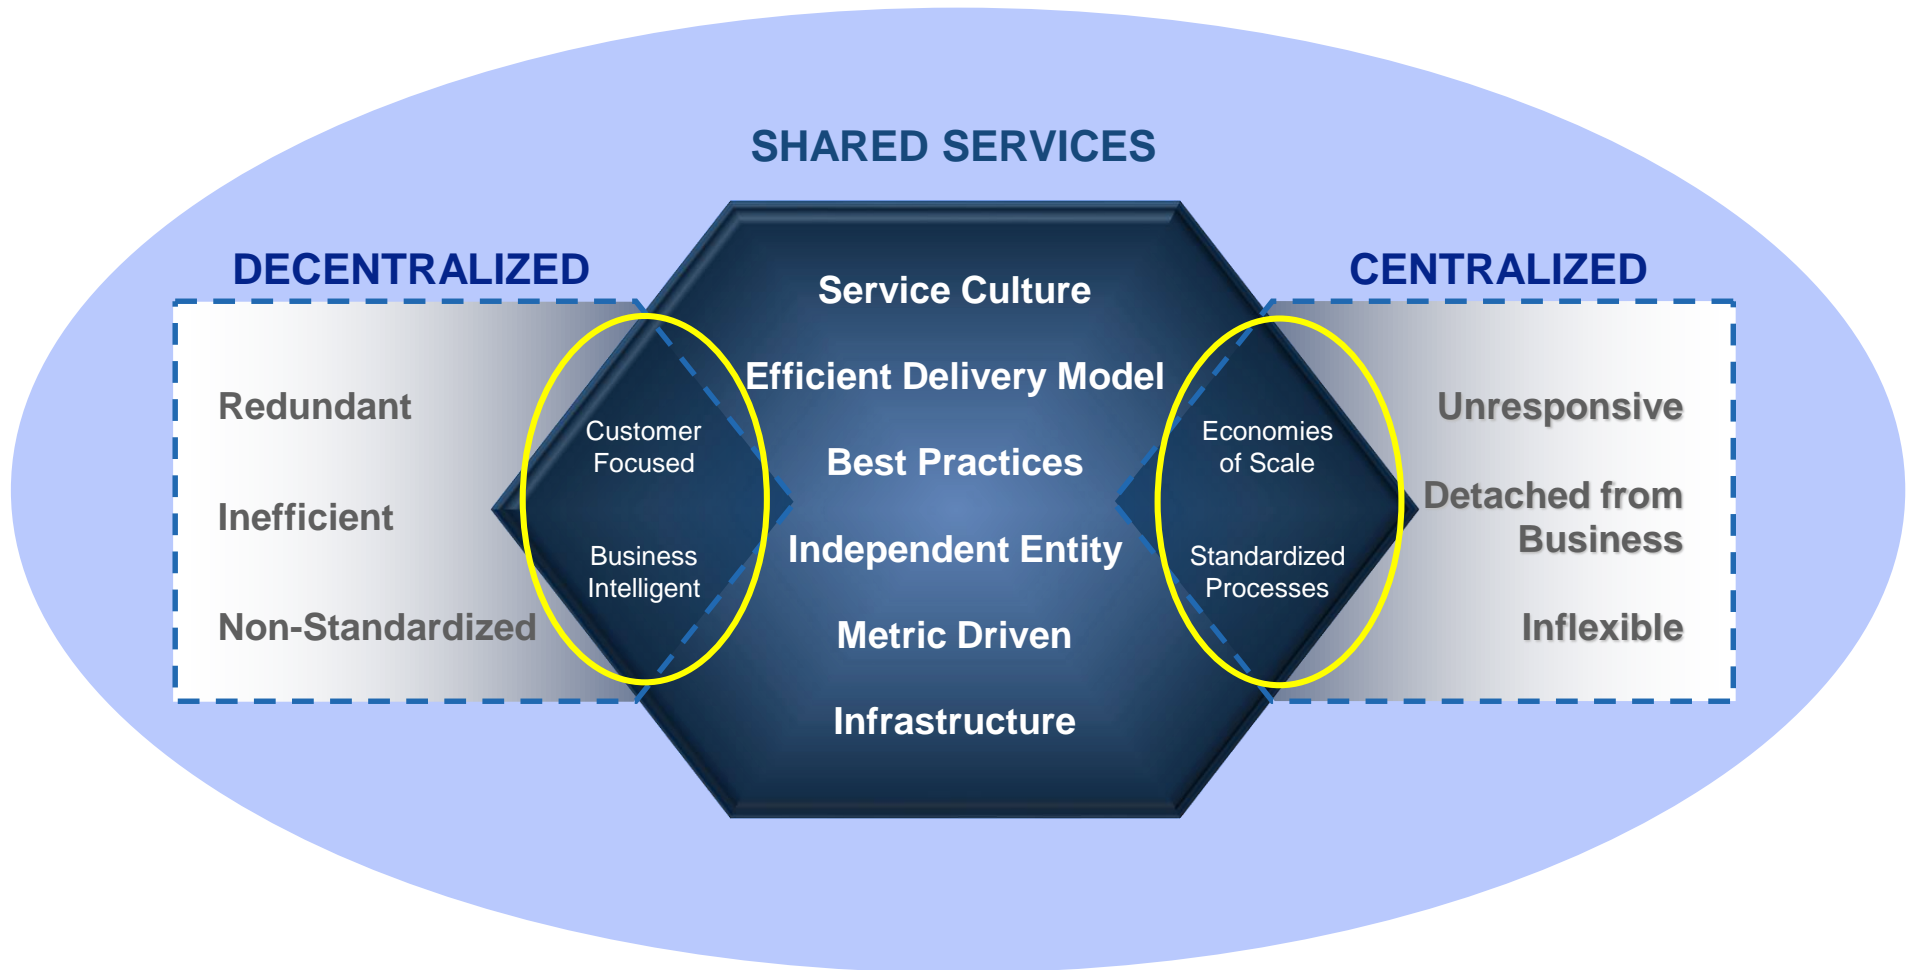 SHARED SERVICES
DECENTRALIZED
Redundant
Inefficient
Non-Standardized
Customer
Focused
Business
Intelligent
Service Culture
Efficient Delivery Model
Best Practices
Independent Entity
Metric Driven
Infrastructure
Economies
of Scale
Standardized
Processes
CENTRALIZED
Unresponsive
Detached from
Business
Inflexible